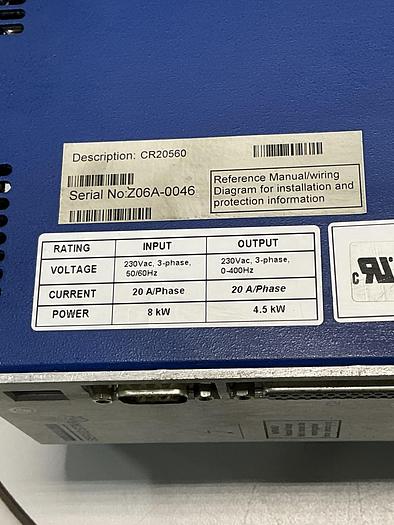 Description: CR20560
Serial No:Z06A-0046
Reference Manual/wiring
Diagram for installation and
protection information
RATING INPUT OUTPUT
VOLTAGE 230Vac, 3-phase, 50/60Hz 230Vac, 3-phase, 0-400Hz
CURRENT 20 A/Phase 20 A/Phase
POWER 8 kW 4.5 kW
c RU